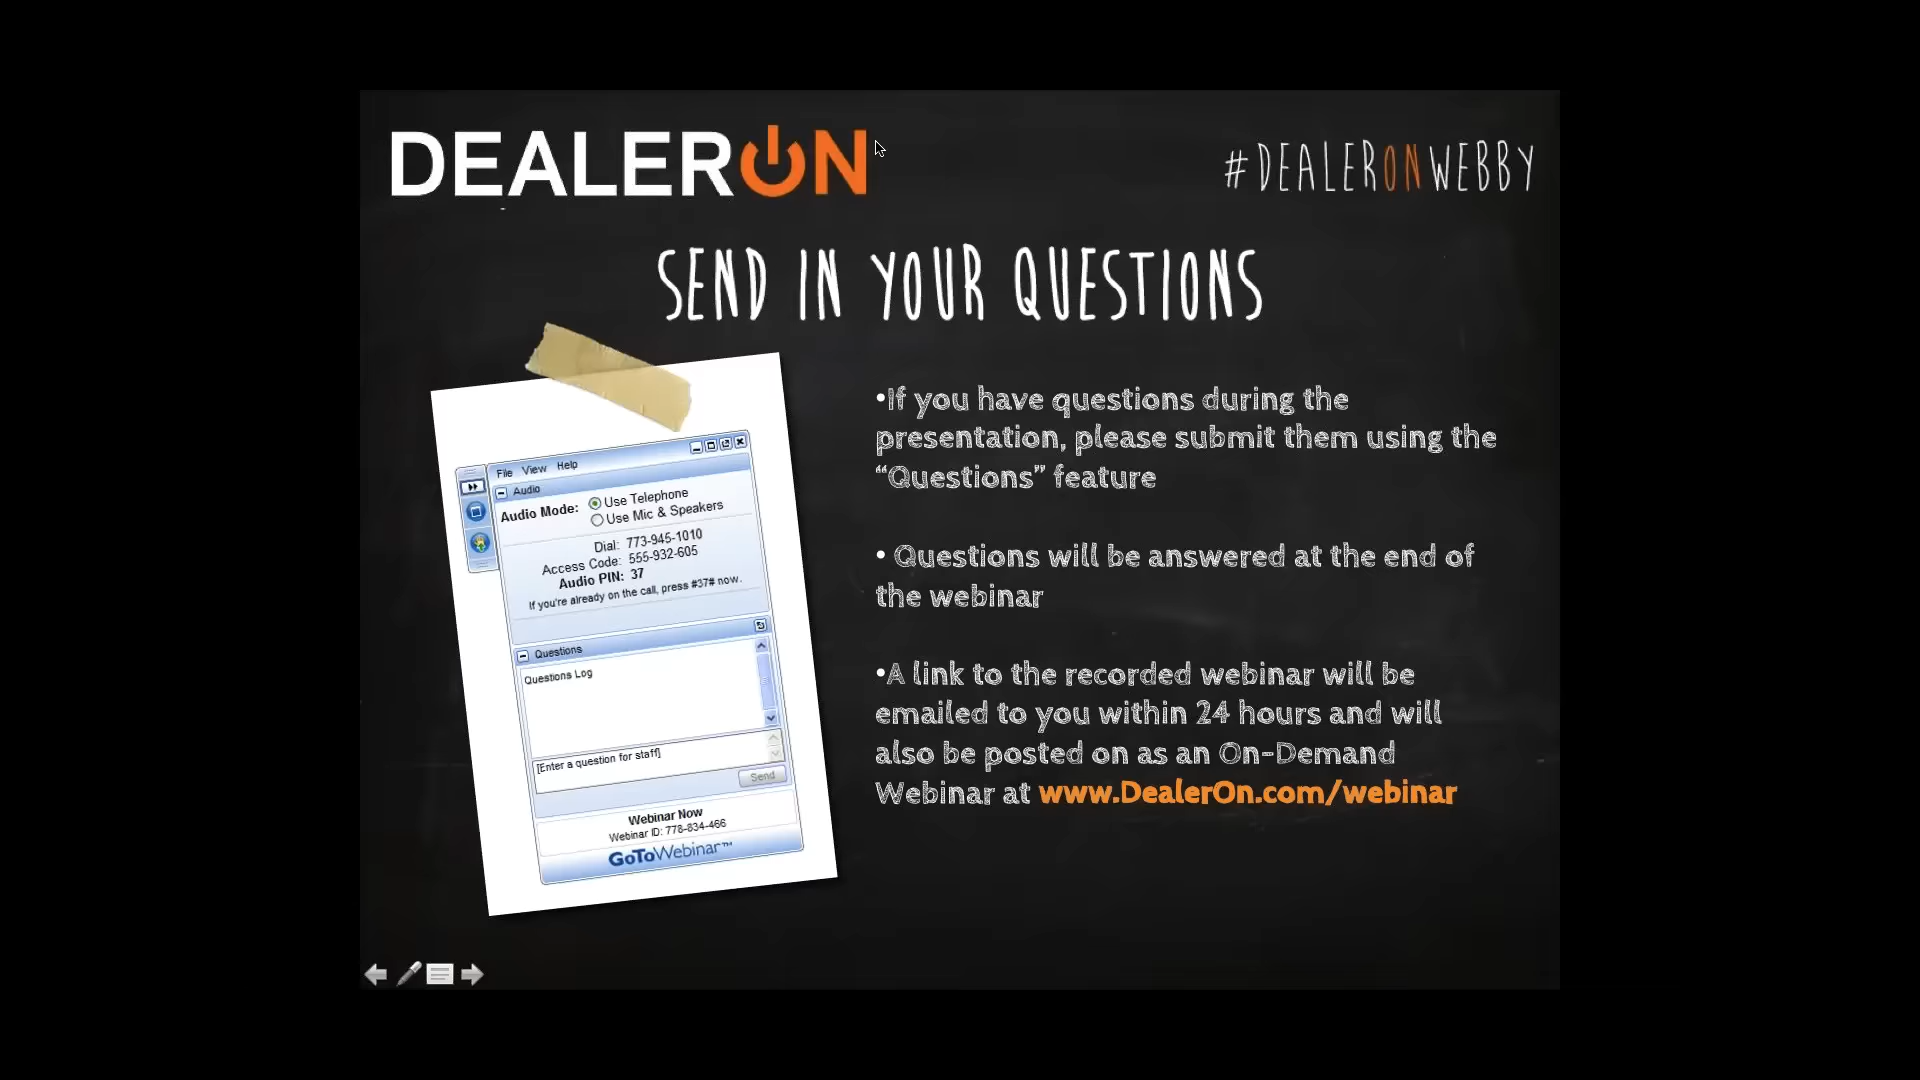 DEALERON
#DEALERONWEBBY
SEND IN YOUR QUESTIONS
File View Help
Audio
Audio Mode: Use Telephone
Use Mic & Speakers
Dial: 773-945-1010
Access Code: 555-932-605
Audio PIN: 37
If you're already on the call, press #37# now.
Questions
Questions Log
[Enter a question for staff]
Send
Webinar Now
Webinar ID: 778-834-466
GoToWebinar™
•If you have questions during the
presentation, please submit them using the
“Questions” feature
• Questions will be answered at the end of
the webinar
•A link to the recorded webinar will be
emailed to you within 24 hours and will
also be posted on as an On-Demand
Webinar at www.DealerOn.com/webinar